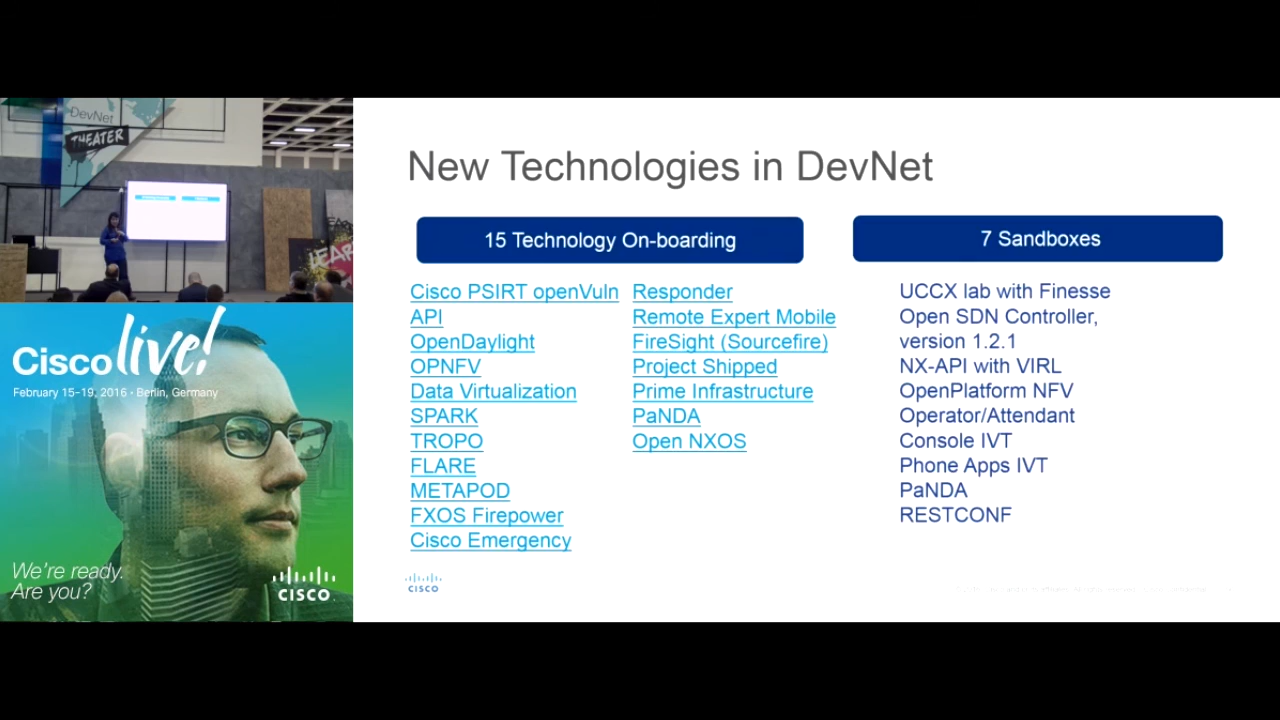 DevNet
THEATER
Cisco live!
February 15-19, 2016 • Berlin, Germany
We're ready.
Are you?
CISCO
New Technologies in DevNet
15 Technology On-boarding
Cisco PSIRT openVuln
API
OpenDaylight
OPNFV
Data Virtualization
SPARK
TROPO
FLARE
METAPOD
FXOS Firepower
Cisco Emergency
Responder
Remote Expert Mobile
FireSight (Sourcefire)
Project Shipped
Prime Infrastructure
PaNDA
Open NXOS
7 Sandboxes
UCCX lab with Finesse
Open SDN Controller,
version 1.2.1
NX-API with VIRL
OpenPlatform NFV
Operator/Attendant
Console IVT
Phone Apps IVT
PaNDA
RESTCONF
CISCO